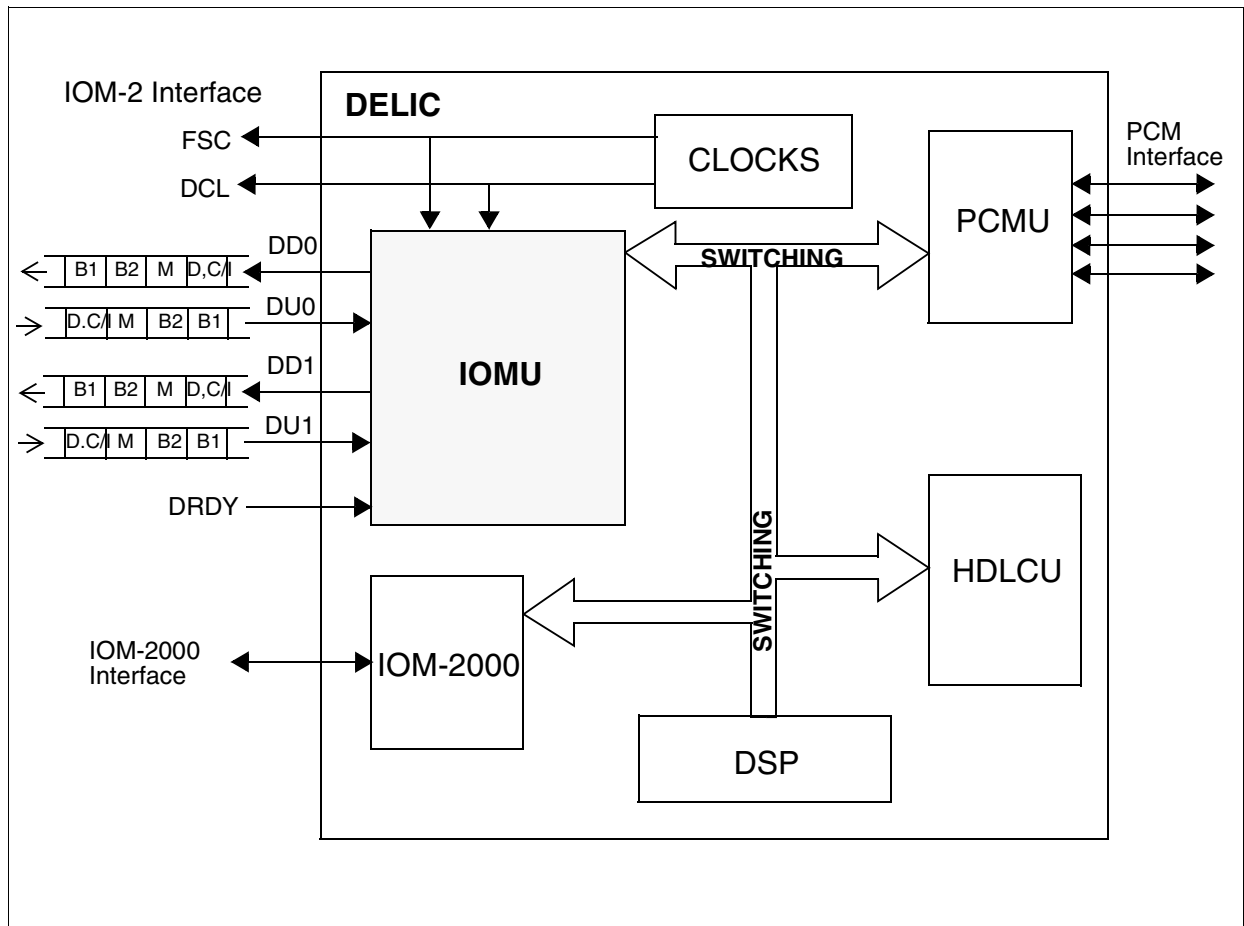 IOM-2 Interface
DELIC
FSC
CLOCKS
PCM
Interface
DCL
PCMU
DD0
SWITCHING
B1 B2 M D,C/I
DU0
D.C/I M B2 B1
DD1
IOMU
B1 B2 M D,C/I
DU1
D.C/I M B2 B1
DRDY
SWITCHING
HDLCU
IOM-2000
Interface
IOM-2000
DSP